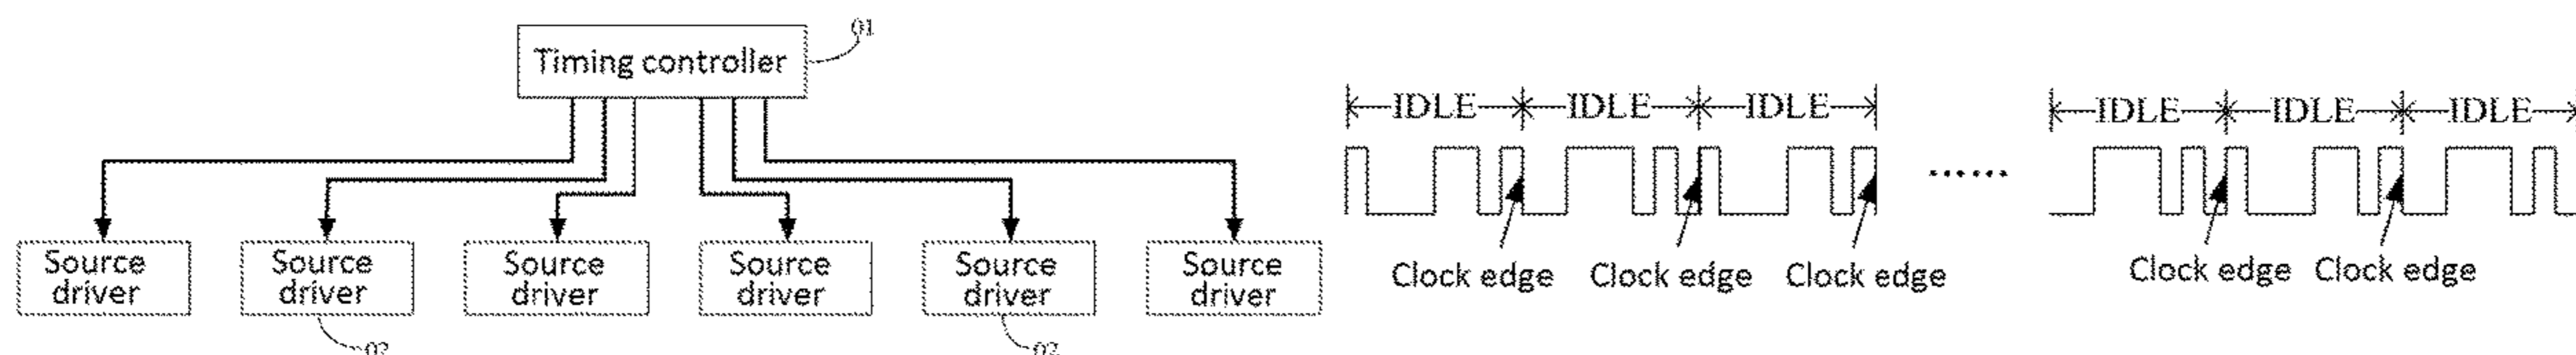 01
Timing controller
Source driver
Source driver
Source driver
Source driver
Source driver
Source driver
02
02
IDLE IDLE IDLE
IDLE IDLE IDLE
......
Clock edge Clock edge Clock edge
Clock edge Clock edge